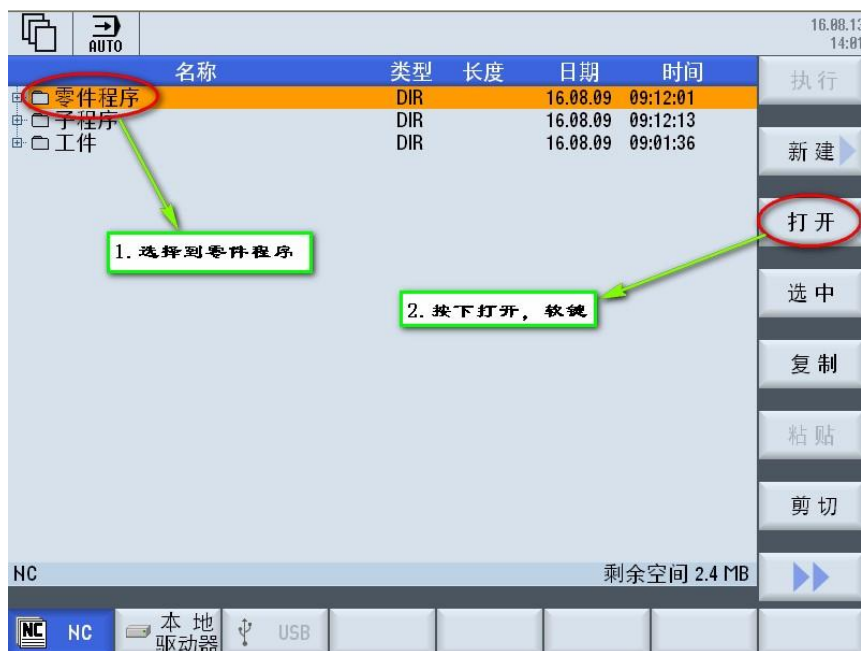 AUTO
16.08.13
14:01
名称 类型 长度 日期 时间
零件程序 DIR 16.08.09 09:12:01
子程序 DIR 16.08.09 09:12:13
工件 DIR 16.08.09 09:01:36
执行
新建
打开
选中
复制
粘贴
剪切
1.选择到零件程序
2.按下打开，软键
NC 剩余空间 2.4 MB
NC NC
本地
驱动器
USB